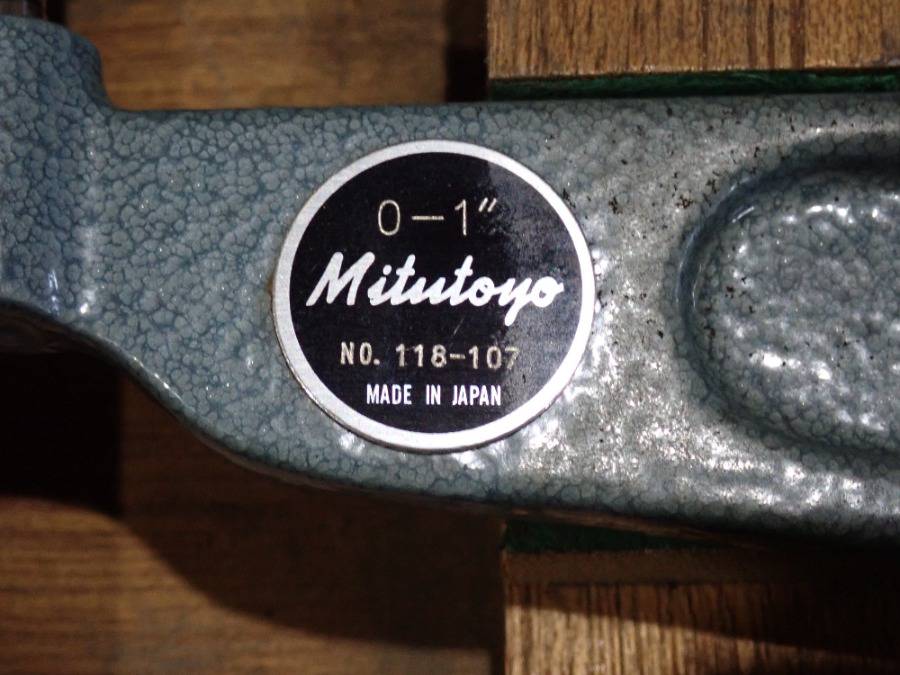 0-1"
Mitutoyo
NO. 118-107
MADE IN JAPAN